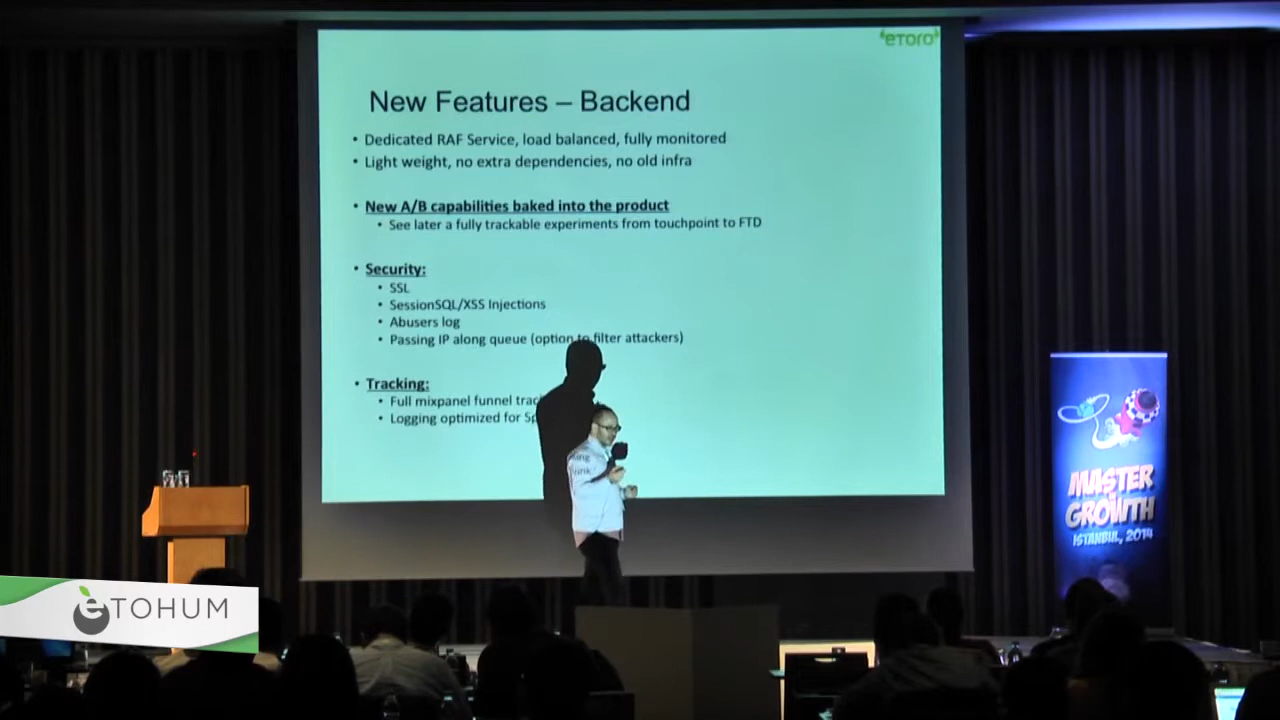 eToro
New Features – Backend
• Dedicated RAF Service, load balanced, fully monitored
• Light weight, no extra dependencies, no old infra
• New A/B capabilities baked into the product
• See later a fully trackable experiments from touchpoint to FTD
• Security:
• SSL
• SessionSQL/XSS Injections
• Abusers log
• Passing IP along queue (option to filter attackers)
• Tracking:
• Full mixpanel funnel
• Logging optimized for
MASTER
of
GROWTH
ISTANBUL, 2014
eTOHUM